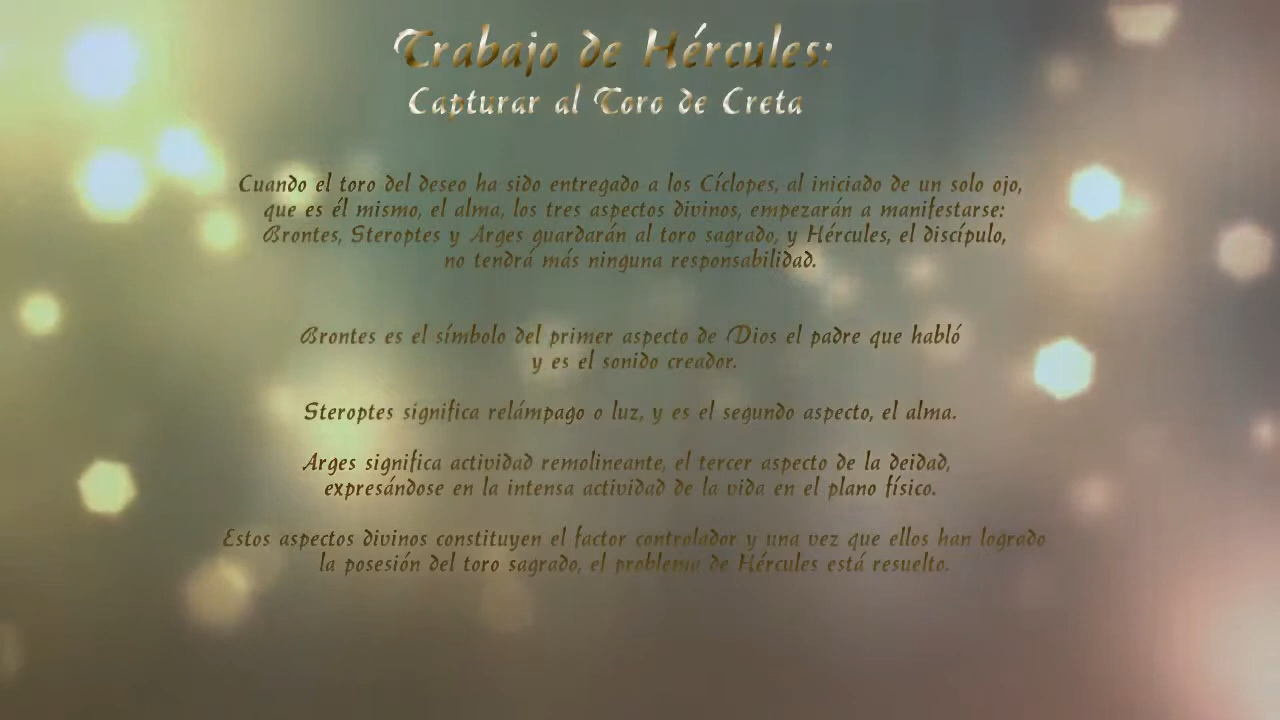 Trabajo de Hércules:
Capturar al Toro de Creta
Cuando el toro del deseo ha sido entregado a los Cíclopes, al iniciado de un solo ojo,
que es él mismo, el alma, los tres aspectos divinos, empezarán a manifestarse:
Brontes, Steroptes y Arges guardarán al toro sagrado, y Hércules, el discípulo,
no tendrá más ninguna responsabilidad.
Brontes es el símbolo del primer aspecto de Dios el padre que habló
y es el sonido creador.
Steroptes significa relámpago o luz, y es el segundo aspecto, el alma.
Arges significa actividad remolineante, el tercer aspecto de la deidad,
expresándose en la intensa actividad de la vida en el plano físico.
Estos aspectos divinos constituyen el factor controlador y una vez que ellos han logrado
la posesión del toro sagrado, el problema de Hércules está resuelto.